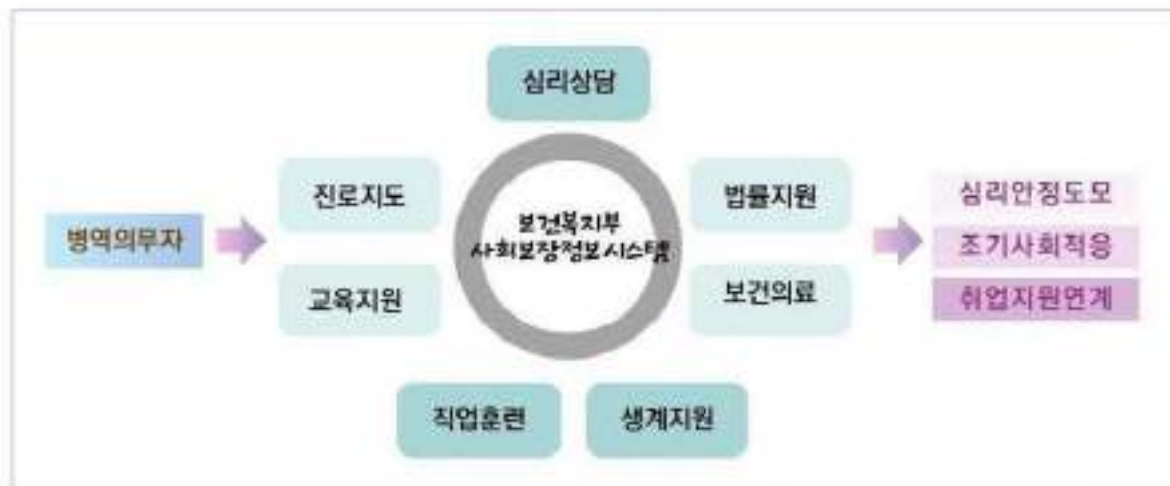 심리상담
진로지도
법률지원
병역의무자
보건복지부
사회보장정보시스템
교육지원
보건의료
심리안정도모
조기사회적응
취업지원연계
직업훈련
생계지원